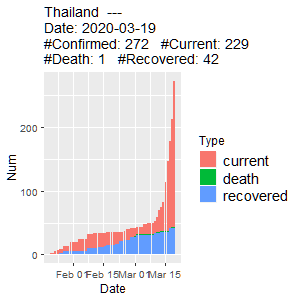 Thailand ---
Date: 2020-03-19
#Confirmed: 272 #Current: 229
#Death: 1 #Recovered: 42
200
100
0
Num
Feb 01 Feb 15 Mar 01 Mar 15
Date
Type
current
death
recovered